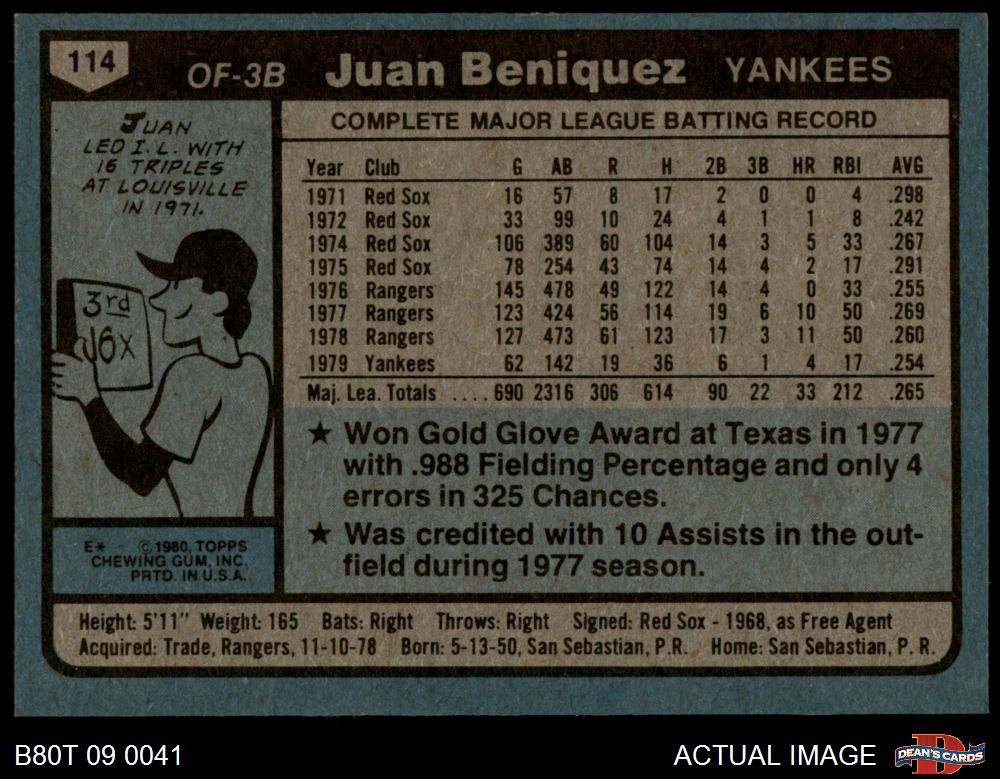 114
OF-3B Juan Beniquez YANKEES
JUAN
LED I. L. WITH
16 TRIPLES
AT LOUISVILLE
IN 1971.
3rd
16x
E* ©1980, TOPPS
CHEWING GUM, INC.
PRTD. IN U.S.A.
COMPLETE MAJOR LEAGUE BATTING RECORD
Year Club G AB R H 2B 3B HR RBI AVG
1971 Red Sox 16 57 8 17 2 0 0 4 .298
1972 Red Sox 33 99 10 24 4 1 1 8 .242
1974 Red Sox 106 389 60 104 14 3 5 33 .267
1975 Red Sox 78 254 43 74 14 4 2 17 .291
1976 Rangers 145 478 49 122 14 4 0 33 .255
1977 Rangers 123 424 56 114 19 6 10 50 .269
1978 Rangers 127 473 61 123 17 3 11 50 .260
1979 Yankees 62 142 19 36 6 1 4 17 .254
Maj. Lea. Totals ....690 2316 306 614 90 22 33 212 .265
★ Won Gold Glove Award at Texas in 1977
with .988 Fielding Percentage and only 4
errors in 325 Chances.
★ Was credited with 10 Assists in the out-
field during 1977 season.
Height: 5'11" Weight: 165 Bats: Right Throws: Right Signed: Red Sox - 1968, as Free Agent
Acquired: Trade, Rangers, 11-10-78 Born: 5-13-50, San Sebastian, P.R. Home: San Sebastian, P. R.
B80T 09 0041
ACTUAL IMAGE
D
DEAN'S CARDS